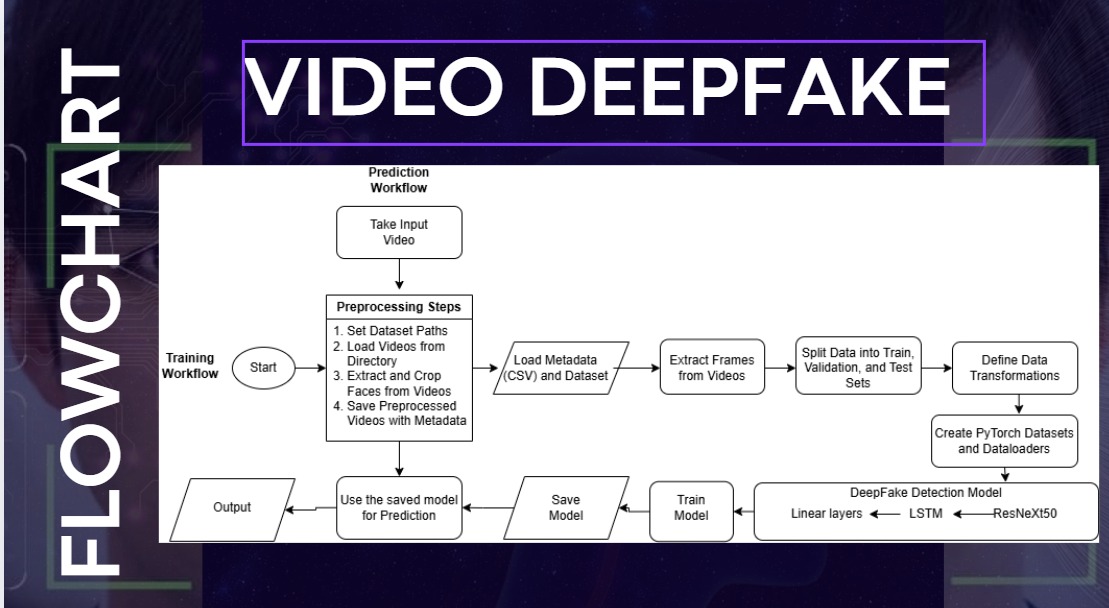 FLOWCHART
VIDEO DEEPFAKE
Prediction
Workflow
Take Input
Video
Training
Workflow
Start
Preprocessing Steps
1. Set Dataset Paths
2. Load Videos from
Directory
3. Extract and Crop
Faces from Videos
4. Save Preprocessed
Videos with Metadata
Load Metadata
(CSV) and Dataset
Extract Frames
from Videos
Split Data into Train,
Validation, and Test
Sets
Define Data
Transformations
Create PyTorch Datasets
and Dataloaders
DeepFake Detection Model
Linear layers LSTM ResNeXt50
Train
Model
Save
Model
Use the saved model
for Prediction
Output